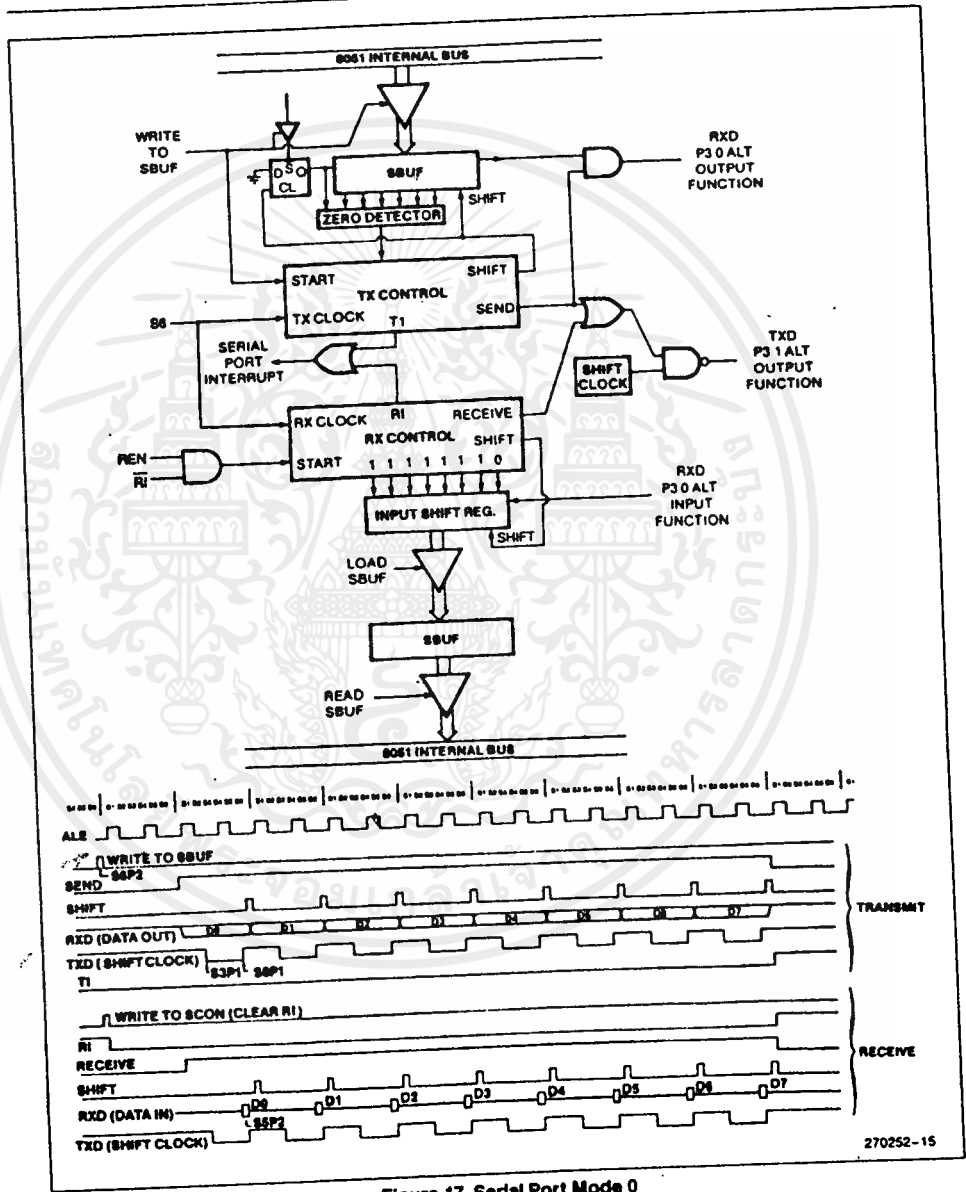 8051 INTERNAL BUS
WRITE
TO
SBUF
D S Q
CL
SBUF
SHIFT
ZERO DETECTOR
RXD
P3 0 ALT
OUTPUT
FUNCTION
START
SHIFT
TX CONTROL
SEND
TX CLOCK
T1
S6
SERIAL
PORT
INTERRUPT
SHIFT
CLOCK
TXD
P3 1 ALT
OUTPUT
FUNCTION
RX CLOCK
RI
RECEIVE
RX CONTROL
SHIFT
START
1 1 1 1 1 1 1 0
REN
RI
RXD
P3 0 ALT
INPUT
FUNCTION
INPUT SHIFT REG.
SHIFT
LOAD
SBUF
SBUF
READ
SBUF
8051 INTERNAL BUS
ALE
WRITE TO SBUF
S6P2
SEND
SHIFT
TRANSMIT
RXD (DATA OUT) D0 D1 D2 D3 D4 D5 D6 D7
TXD (SHIFT CLOCK)
S3P1 S6P1
TI
WRITE TO SCON (CLEAR RI)
RI
RECEIVE
RECEIVE
SHIFT
RXD (DATA IN) D0 D1 D2 D3 D4 D5 D6 D7
S5P2
TXD (SHIFT CLOCK)
270252-15
Figure 17. Serial Port Mode 0